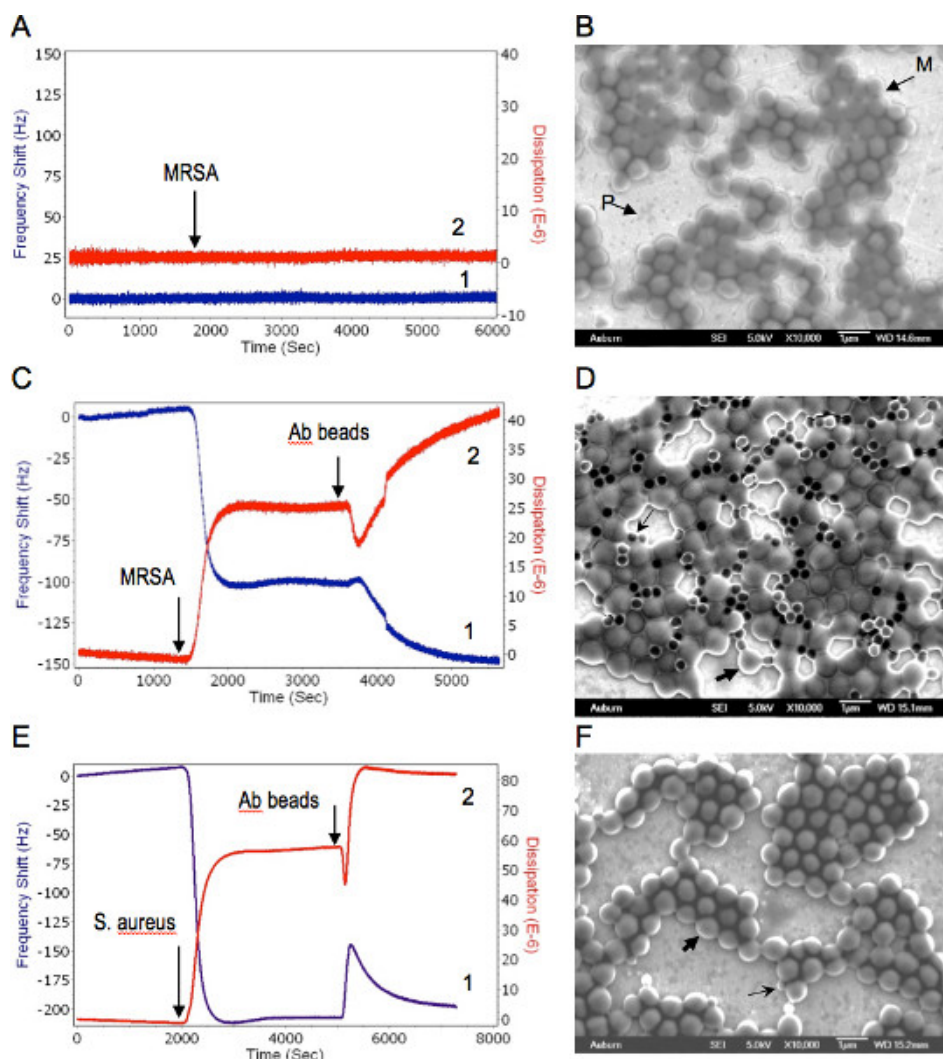 A
150
125
100
75
50
25
0
Frequency Shift (Hz)
40
30
20
10
0
-10
Dissipation (E-6)
MRSA
2
1
0 1000 2000 3000 4000 5000 6000
Time (Sec)
B
M
P
Auburn SEI 5.0kV X10,000 1µm WD 14.6mm
C
0
-25
-50
-75
-100
-125
-150
Frequency Shift (Hz)
40
35
30
25
20
15
10
5
0
Dissipation (E-6)
Ab beads
MRSA
2
1
0 1000 2000 3000 4000 5000
Time (Sec)
D
Auburn SEI 5.0kV X10,000 1µm WD 15.1mm
E
0
-25
-50
-75
-100
-125
-150
-175
-200
Frequency Shift (Hz)
80
70
60
50
40
30
20
10
0
Dissipation (E-6)
Ab beads
S. aureus
2
1
0 1000 2000 3000 4000 5000 6000 7000 8000
Time (Sec)
F
Auburn SEI 5.0kV X10,000 1µm WD 15.2mm